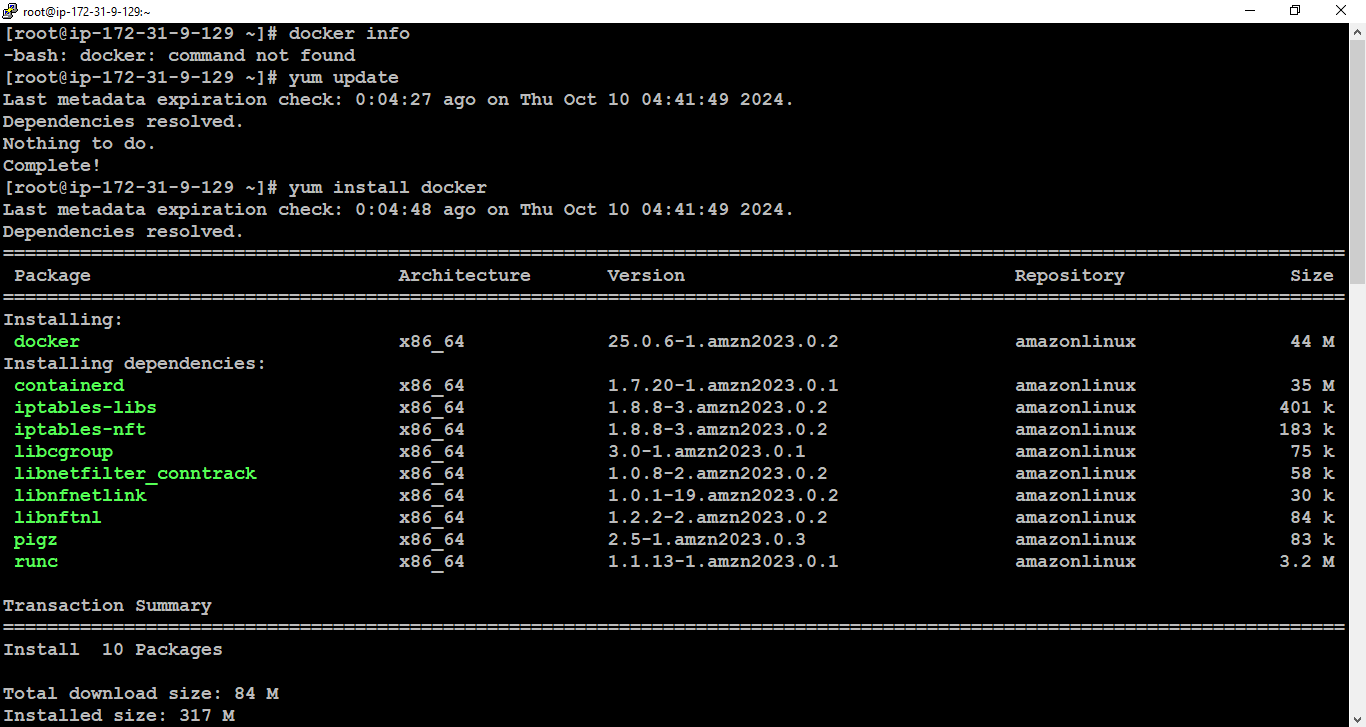 root@ip-172-31-9-129:~
[root@ip-172-31-9-129 ~]# docker info
-bash: docker: command not found
[root@ip-172-31-9-129 ~]# yum update
Last metadata expiration check: 0:04:27 ago on Thu Oct 10 04:41:49 2024.
Dependencies resolved.
Nothing to do.
Complete!
[root@ip-172-31-9-129 ~]# yum install docker
Last metadata expiration check: 0:04:48 ago on Thu Oct 10 04:41:49 2024.
Dependencies resolved.
================================================================================
Package Architecture Version Repository Size
================================================================================
Installing:
docker x86_64 25.0.6-1.amzn2023.0.2 amazonlinux 44 M
Installing dependencies:
containerd x86_64 1.7.20-1.amzn2023.0.1 amazonlinux 35 M
iptables-libs x86_64 1.8.8-3.amzn2023.0.2 amazonlinux 401 k
iptables-nft x86_64 1.8.8-3.amzn2023.0.2 amazonlinux 183 k
libcgroup x86_64 3.0-1.amzn2023.0.1 amazonlinux 75 k
libnetfilter_conntrack x86_64 1.0.8-2.amzn2023.0.2 amazonlinux 58 k
libnfnetlink x86_64 1.0.1-19.amzn2023.0.2 amazonlinux 30 k
libnftnl x86_64 1.2.2-2.amzn2023.0.2 amazonlinux 84 k
pigz x86_64 2.5-1.amzn2023.0.3 amazonlinux 83 k
runc x86_64 1.1.13-1.amzn2023.0.1 amazonlinux 3.2 M
Transaction Summary
================================================================================
Install 10 Packages
Total download size: 84 M
Installed size: 317 M